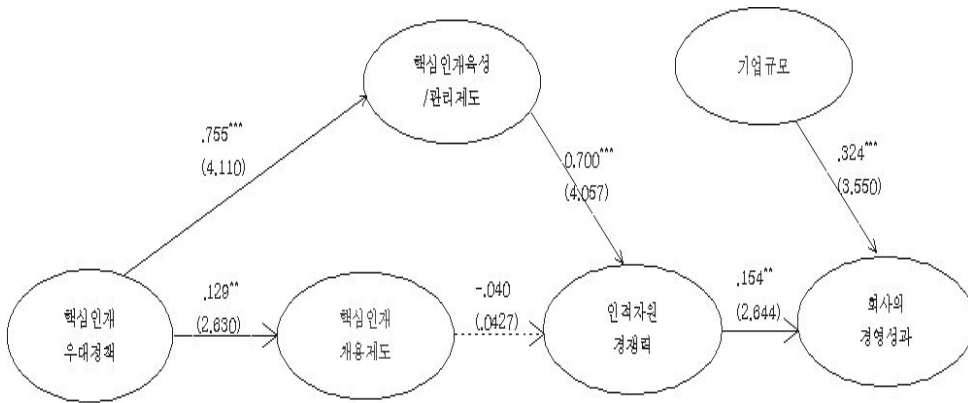 핵심인재육성
/관리제도
기업규모
.755***
(4.110)
0.700***
(4.057)
.324***
(3.550)
핵심인재
우대정책
.129**
(2.630)
핵심인재
채용제도
-.040
(.0427)
인적자원
경쟁력
.154**
(2.644)
회사의
경영성과